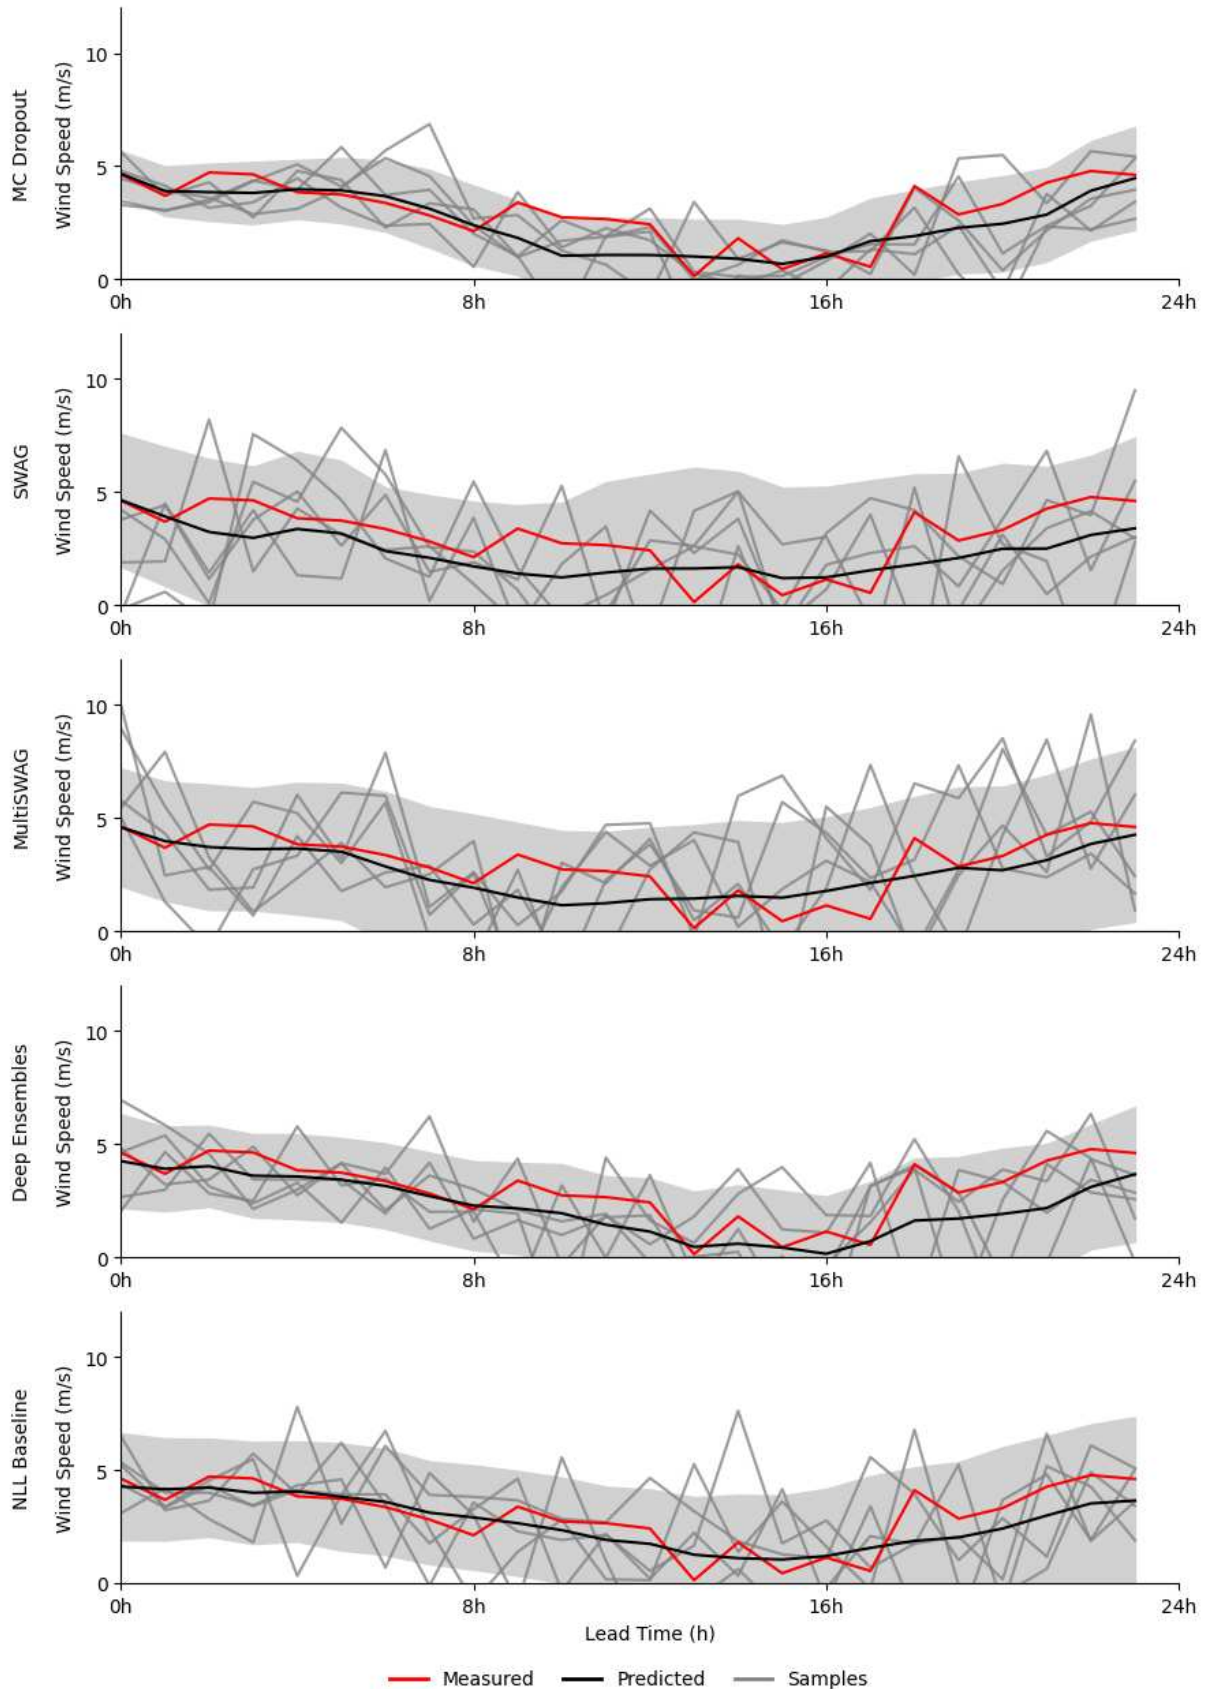 MC Dropout
Wind Speed (m/s)
10
5
0
0h 8h 16h 24h
SWAG
Wind Speed (m/s)
10
5
0
0h 8h 16h 24h
MultiSWAG
Wind Speed (m/s)
10
5
0
0h 8h 16h 24h
Deep Ensembles
Wind Speed (m/s)
10
5
0
0h 8h 16h 24h
NLL Baseline
Wind Speed (m/s)
10
5
0
0h 8h 16h 24h
Lead Time (h)
Measured Predicted Samples